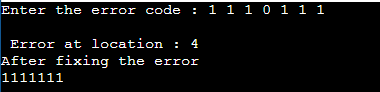 Enter the error code : 1 1 1 0 1 1 1
Error at location : 4
After fixing the error
1111111